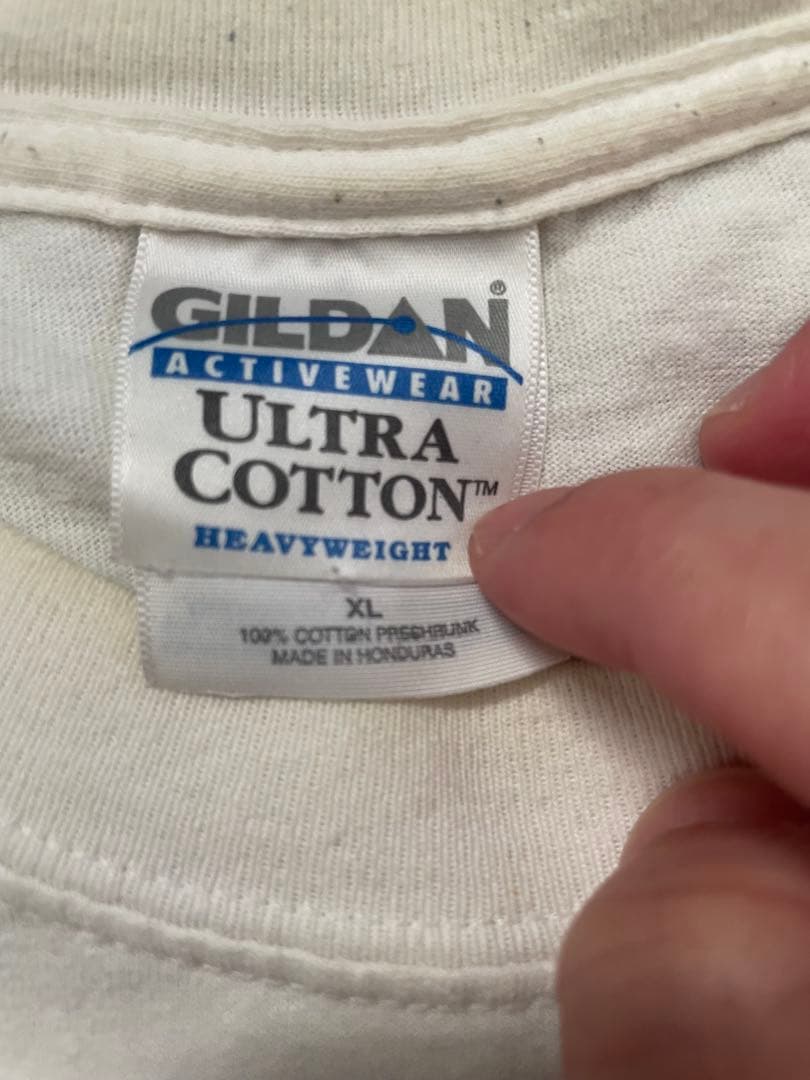 GILDAN®
ACTIVEWEAR
ULTRA
COTTON™
HEAVYWEIGHT
XL
100% COTTON PRESHRUNK
MADE IN HONDURAS